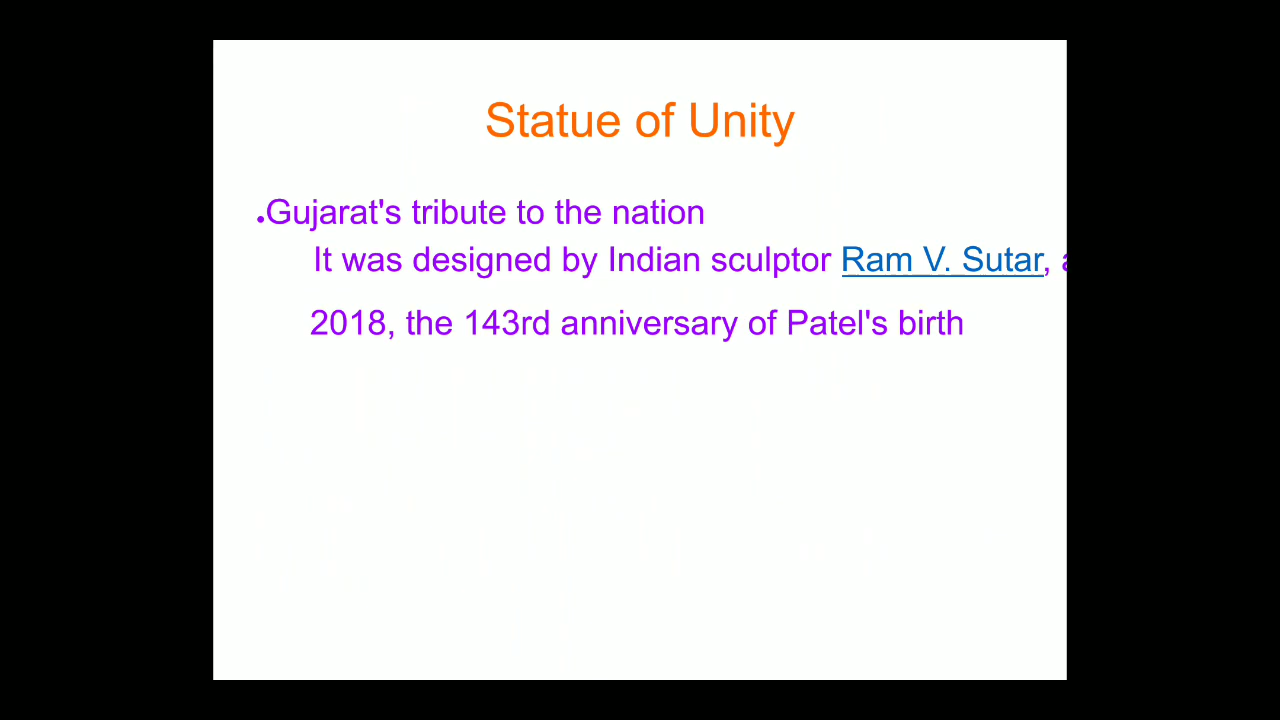 Statue of Unity
•Gujarat's tribute to the nation
It was designed by Indian sculptor Ram V. Sutar,
2018, the 143rd anniversary of Patel's birth